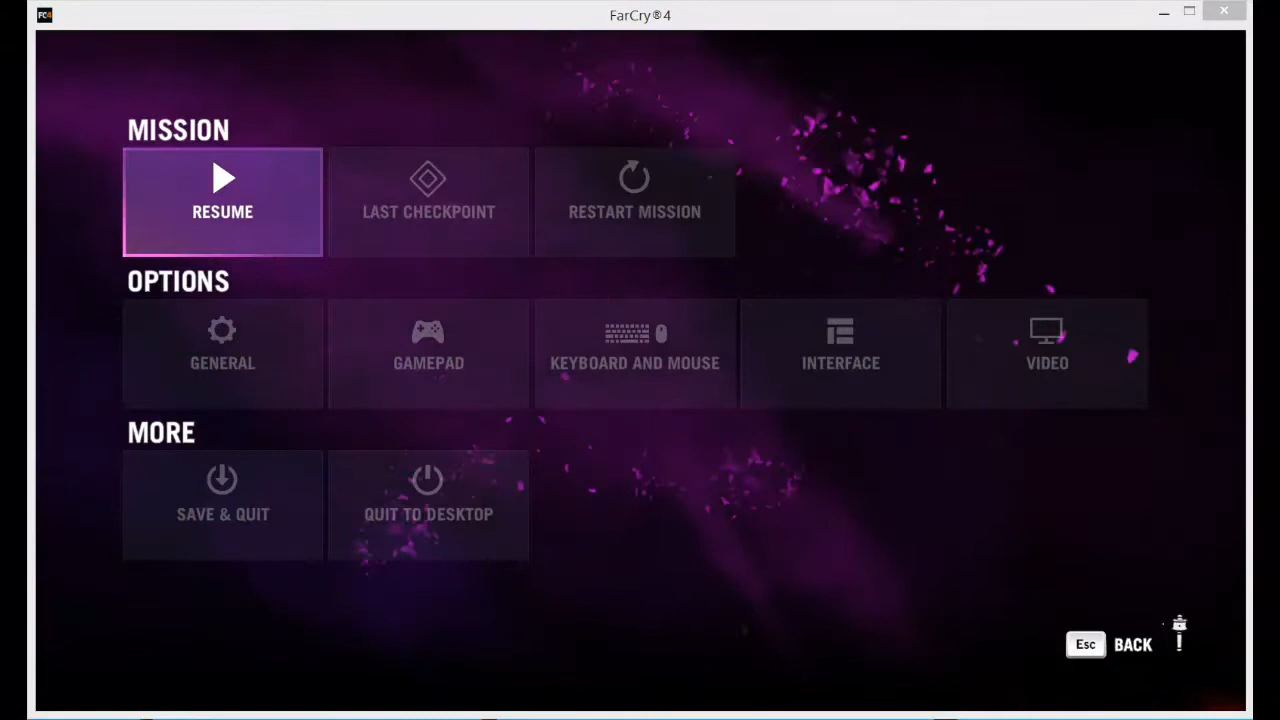 FC4
FarCry®4
MISSION
RESUME
LAST CHECKPOINT
RESTART MISSION
OPTIONS
GENERAL
GAMEPAD
KEYBOARD AND MOUSE
INTERFACE
VIDEO
MORE
SAVE & QUIT
QUIT TO DESKTOP
Esc BACK